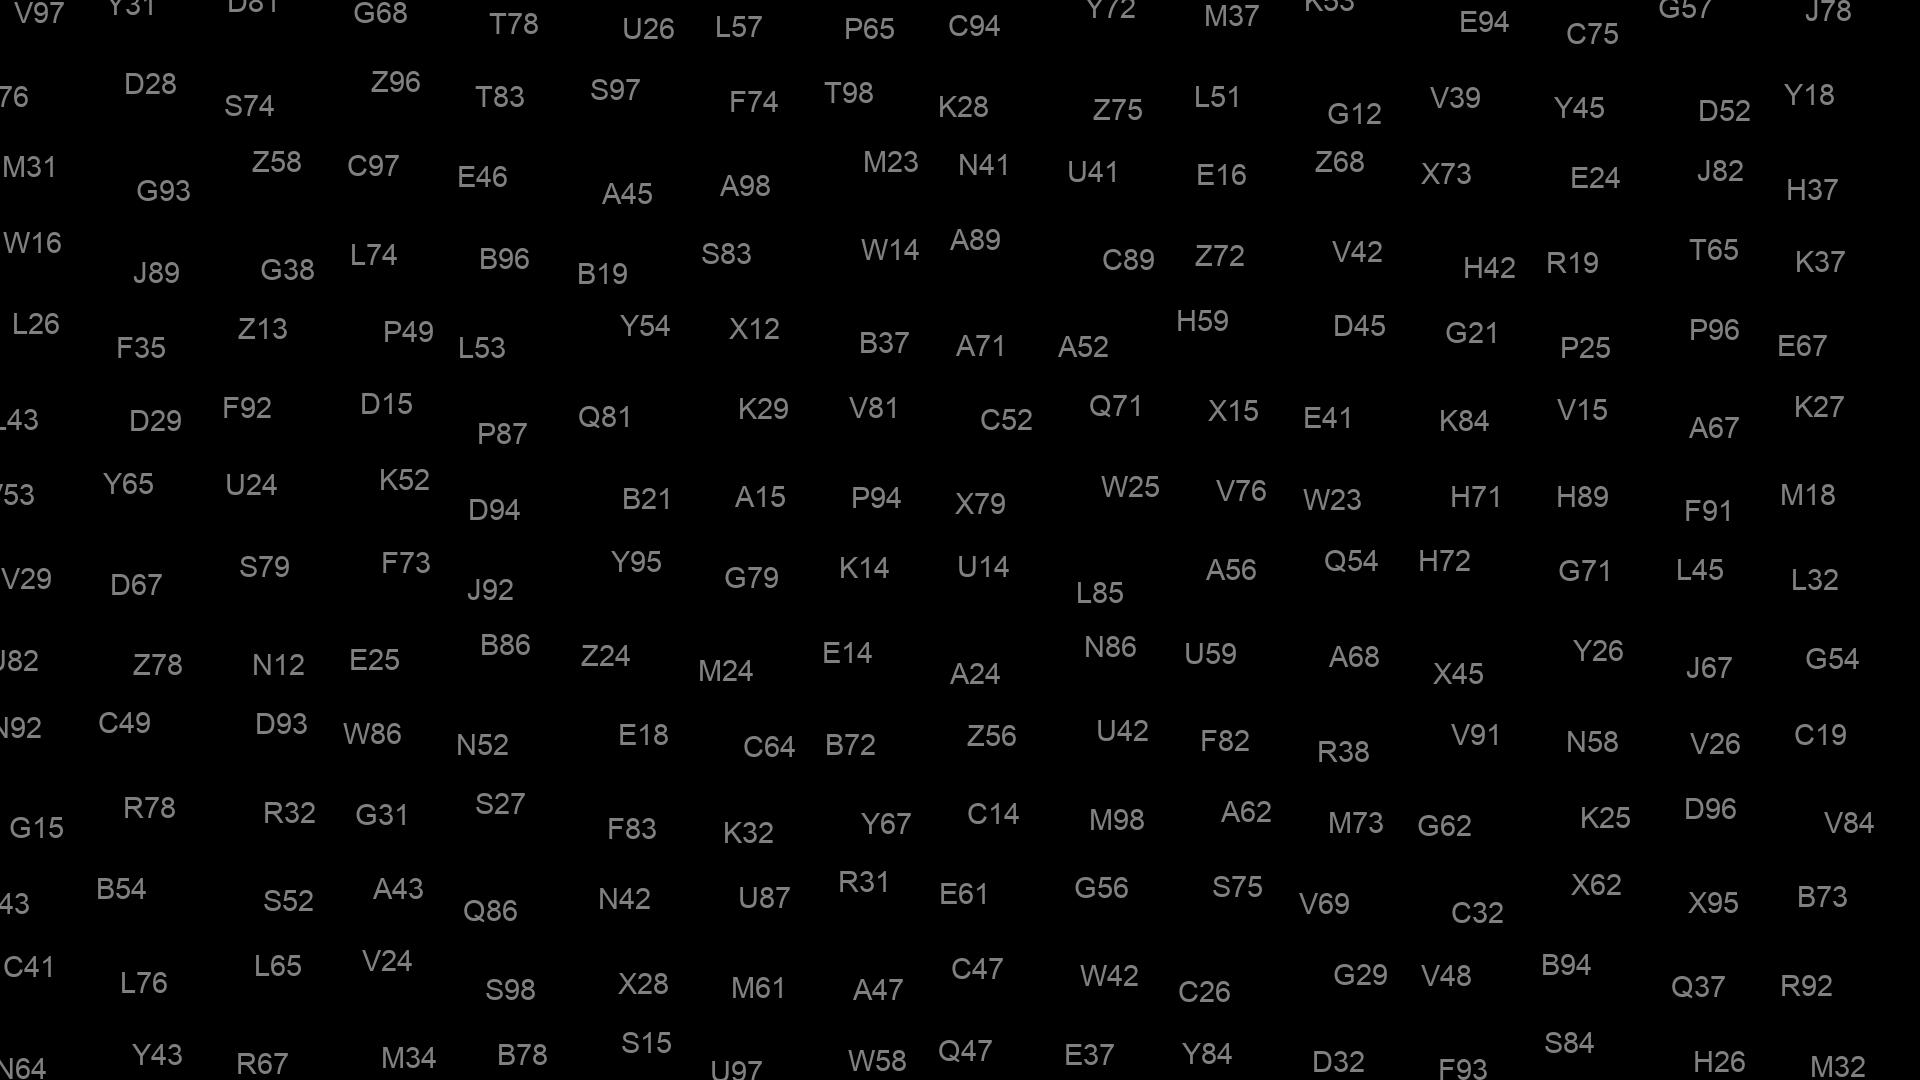 V97 Y31 D81 G68 T78 U26 L57 P65 C94 Y72 M37 K53 E94 C75 G57 J78
76 D28 S74 Z96 T83 S97 F74 T98 K28 Z75 L51 G12 V39 Y45 D52 Y18
M31 G93 Z58 C97 E46 A45 A98 M23 N41 U41 E16 Z68 X73 E24 J82 H37
W16 J89 G38 L74 B96 B19 S83 W14 A89 C89 Z72 V42 H42 R19 T65 K37
L26 F35 Z13 P49 L53 Y54 X12 B37 A71 A52 H59 D45 G21 P25 P96 E67
L43 D29 F92 D15 P87 Q81 K29 V81 C52 Q71 X15 E41 K84 V15 A67 K27
53 Y65 U24 K52 D94 B21 A15 P94 X79 W25 V76 W23 H71 H89 F91 M18
V29 D67 S79 F73 J92 Y95 G79 K14 U14 L85 A56 Q54 H72 G71 L45 L32
82 Z78 N12 E25 B86 Z24 M24 E14 A24 N86 U59 A68 X45 Y26 J67 G54
N92 C49 D93 W86 N52 E18 C64 B72 Z56 U42 F82 R38 V91 N58 V26 C19
G15 R78 R32 G31 S27 F83 K32 Y67 C14 M98 A62 M73 G62 K25 D96 V84
43 B54 S52 A43 Q86 N42 U87 R31 E61 G56 S75 V69 C32 X62 X95 B73
C41 L76 L65 V24 S98 X28 M61 A47 C47 W42 C26 G29 V48 B94 Q37 R92
N64 Y43 R67 M34 B78 S15 U97 W58 Q47 E37 Y84 D32 F93 S84 H26 M32